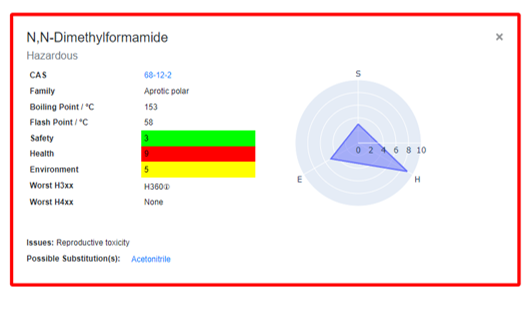 N,N-Dimethylformamide
×
Hazardous
CAS 68-12-2
Family Aprotic polar
Boiling Point / °C 153
Flash Point / °C 58
Safety 3
Health 9
Environment 5
Worst H3xx H360①
Worst H4xx None
S
0 2 4 6 8 10
E
H
Issues: Reproductive toxicity
Possible Substitution(s): Acetonitrile